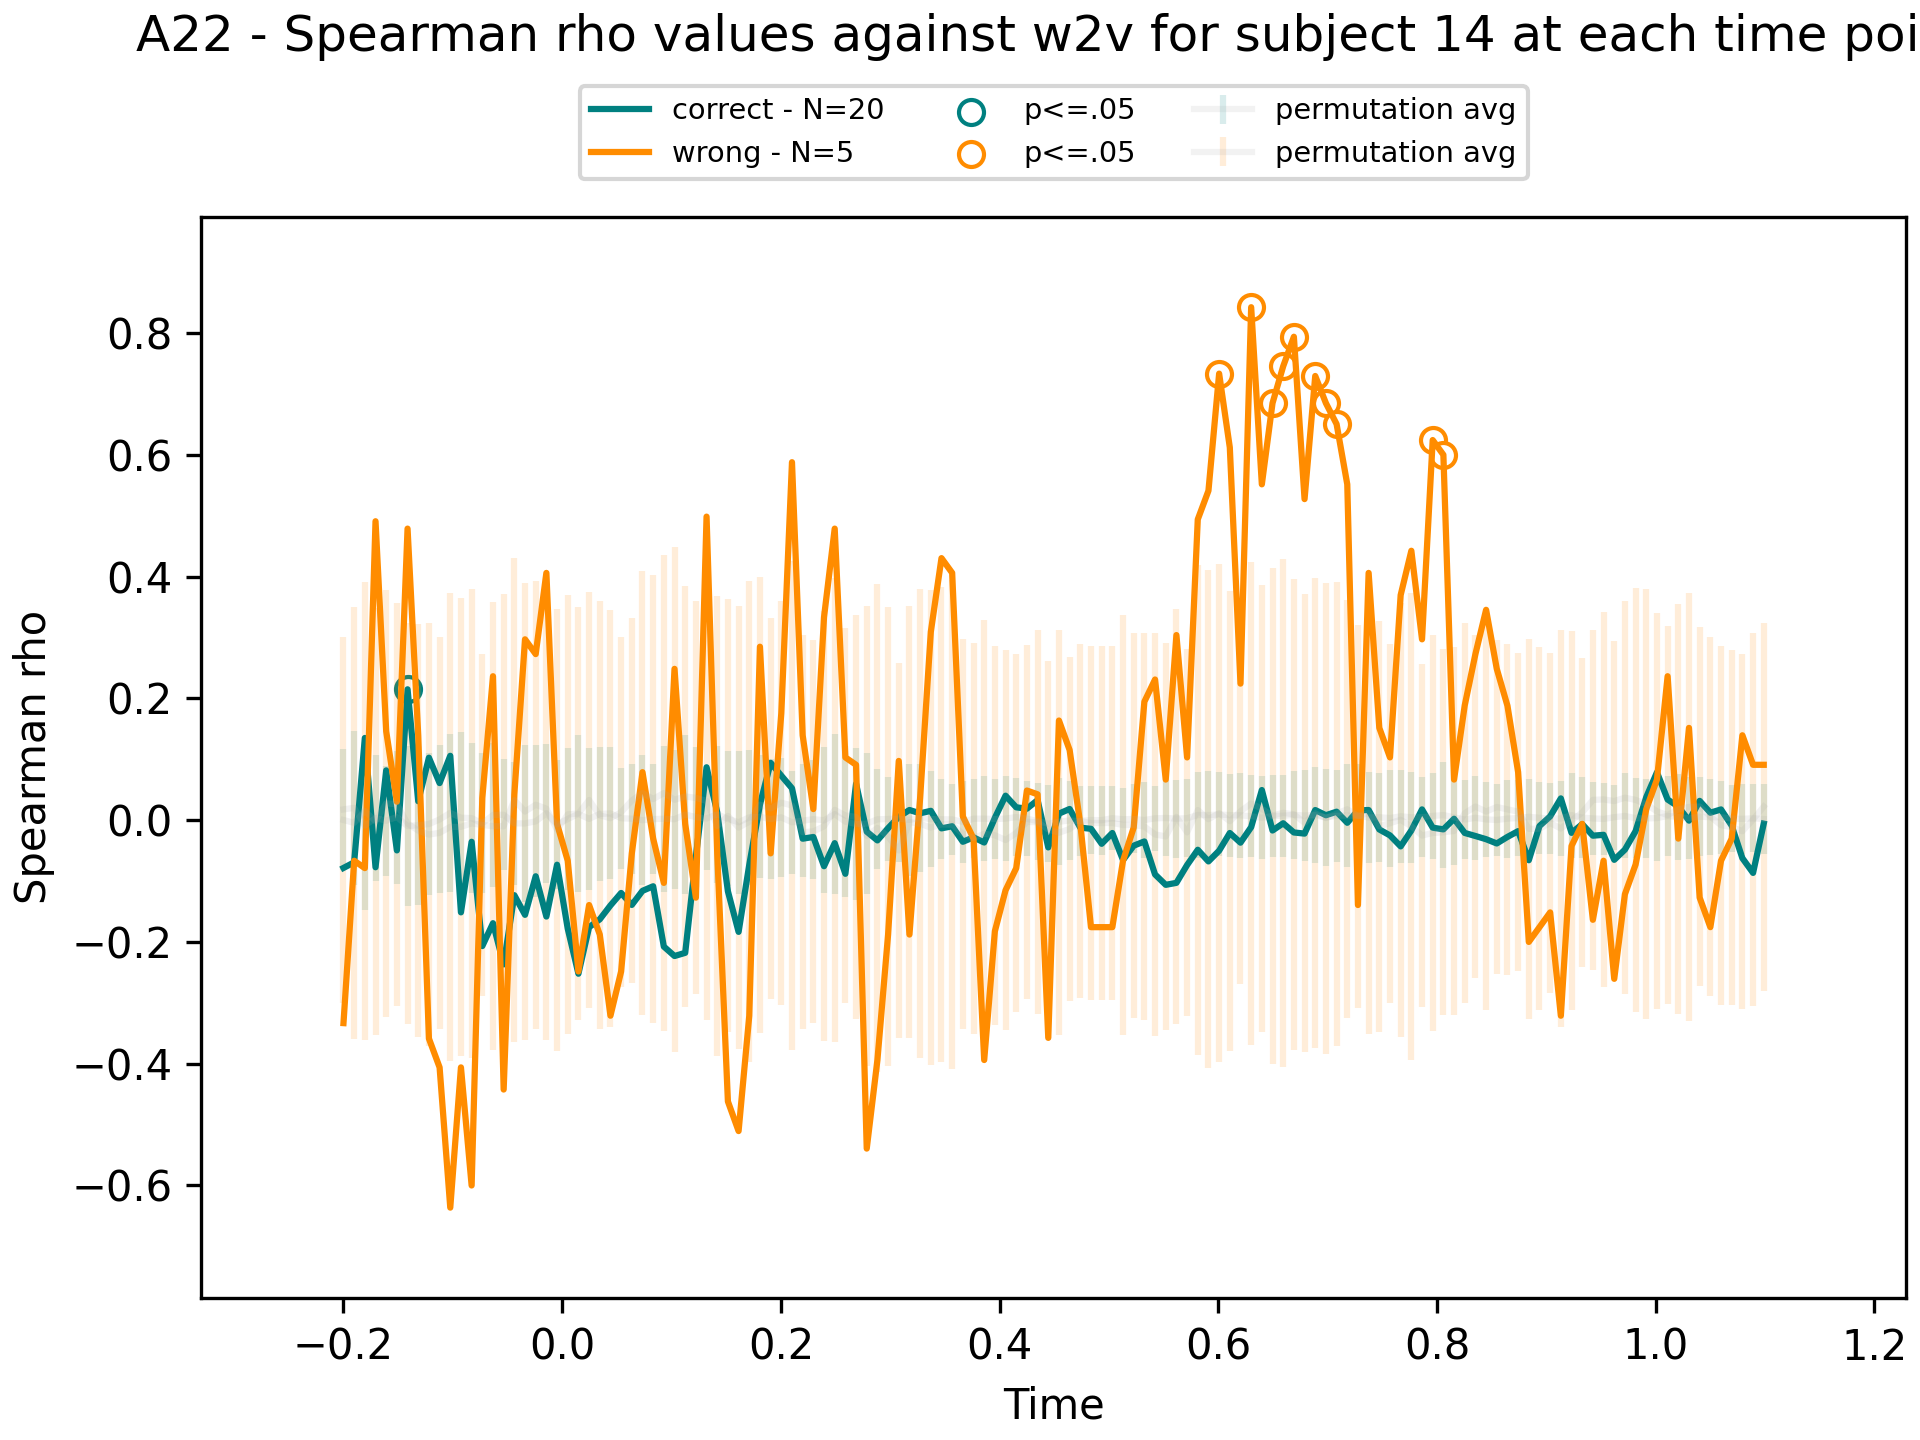 A22 - Spearman rho values against w2v for subject 14 at each time poi
correct - N=20
wrong - N=5
p<=.05
p<=.05
permutation avg
permutation avg
Spearman rho
0.8
0.6
0.4
0.2
0.0
−0.2
−0.4
−0.6
−0.2
0.0
0.2
0.4
0.6
0.8
1.0
1.2
Time